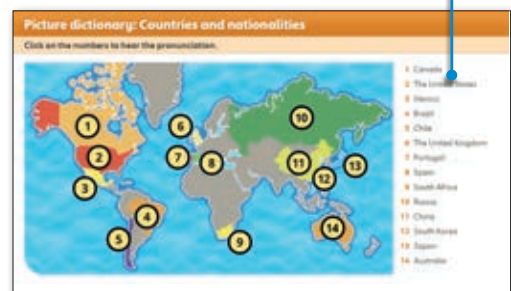 Picture dictionary: Countries and nationalities
Click on the numbers to hear the pronunciation.
1 Canada
2 The United States
3 Mexico
4 Brazil
5 Chile
6 The United Kingdom
7 Portugal
8 Spain
9 South Africa
10 Russia
11 China
12 South Korea
13 Japan
14 Australia
1
2
3
4
5
6
7
8
9
10
11
12
13
14